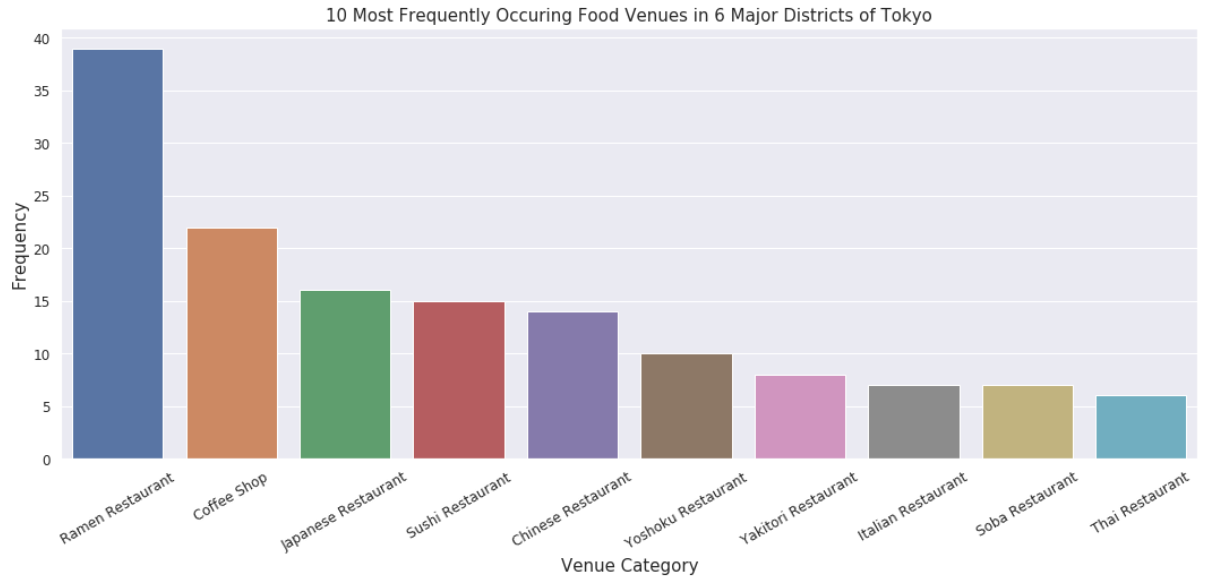 10 Most Frequently Occuring Food Venues in 6 Major Districts of Tokyo
40
35
30
25
20
15
10
5
0
Frequency
Ramen Restaurant
Coffee Shop
Japanese Restaurant
Sushi Restaurant
Chinese Restaurant
Yoshoku Restaurant
Yakitori Restaurant
Italian Restaurant
Soba Restaurant
Thai Restaurant
Venue Category